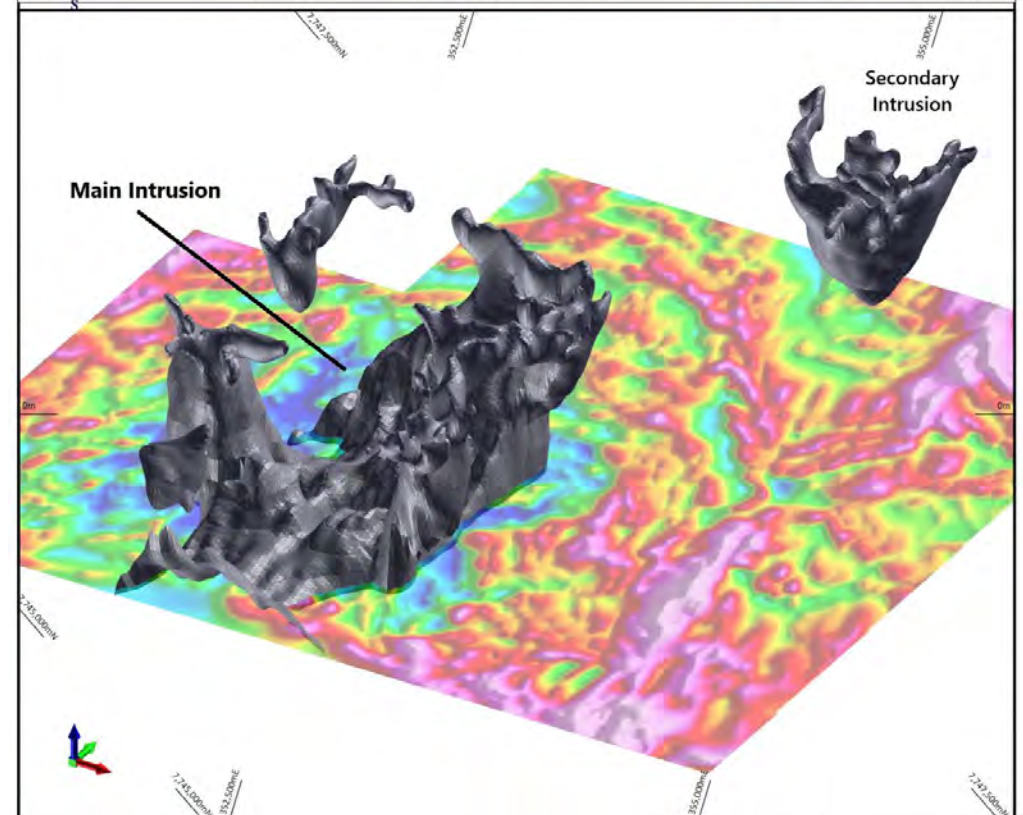 s
7,747,500mN
352,500mE
355,000mE
Secondary
Intrusion
Main Intrusion
0m
0m
7,745,000mN
7,745,000mN
352,500mE
355,000mE
7,747,500mN